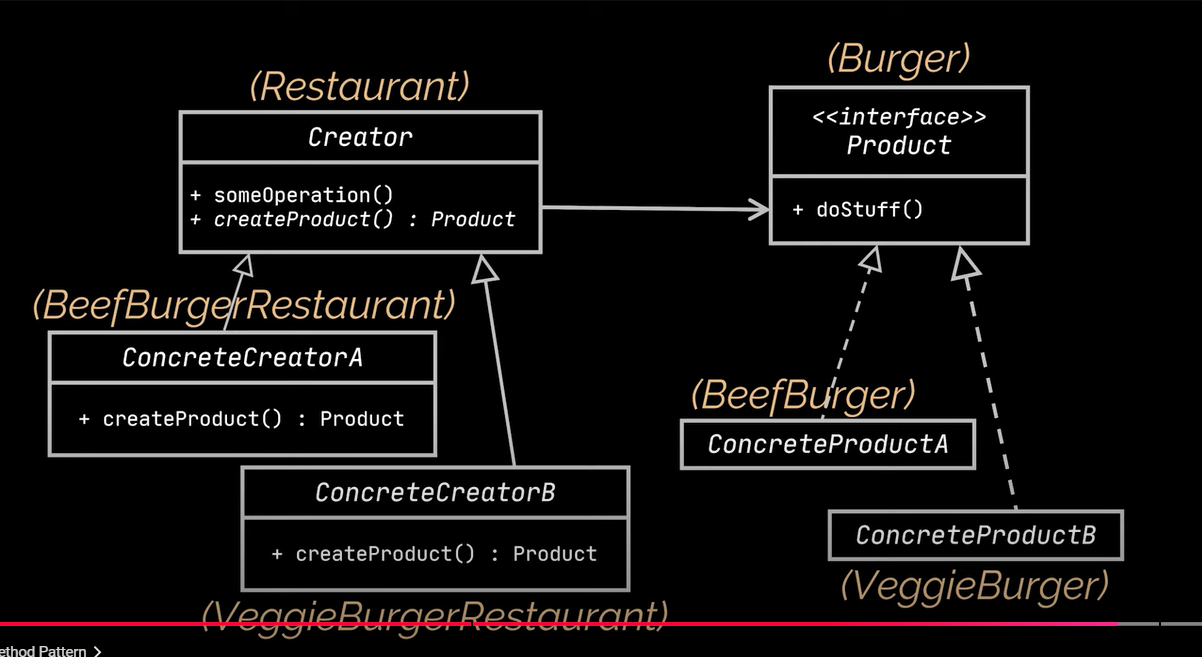 (Restaurant)
Creator
+ someOperation()
+ createProduct() : Product
(Burger)
<<interface>>
Product
+ doStuff()
(BeefBurgerRestaurant)
ConcreteCreatorA
+ createProduct() : Product
ConcreteCreatorB
+ createProduct() : Product
(VeggieBurgerRestaurant)
(BeefBurger)
ConcreteProductA
ConcreteProductB
(VeggieBurger)
ethod Pattern >